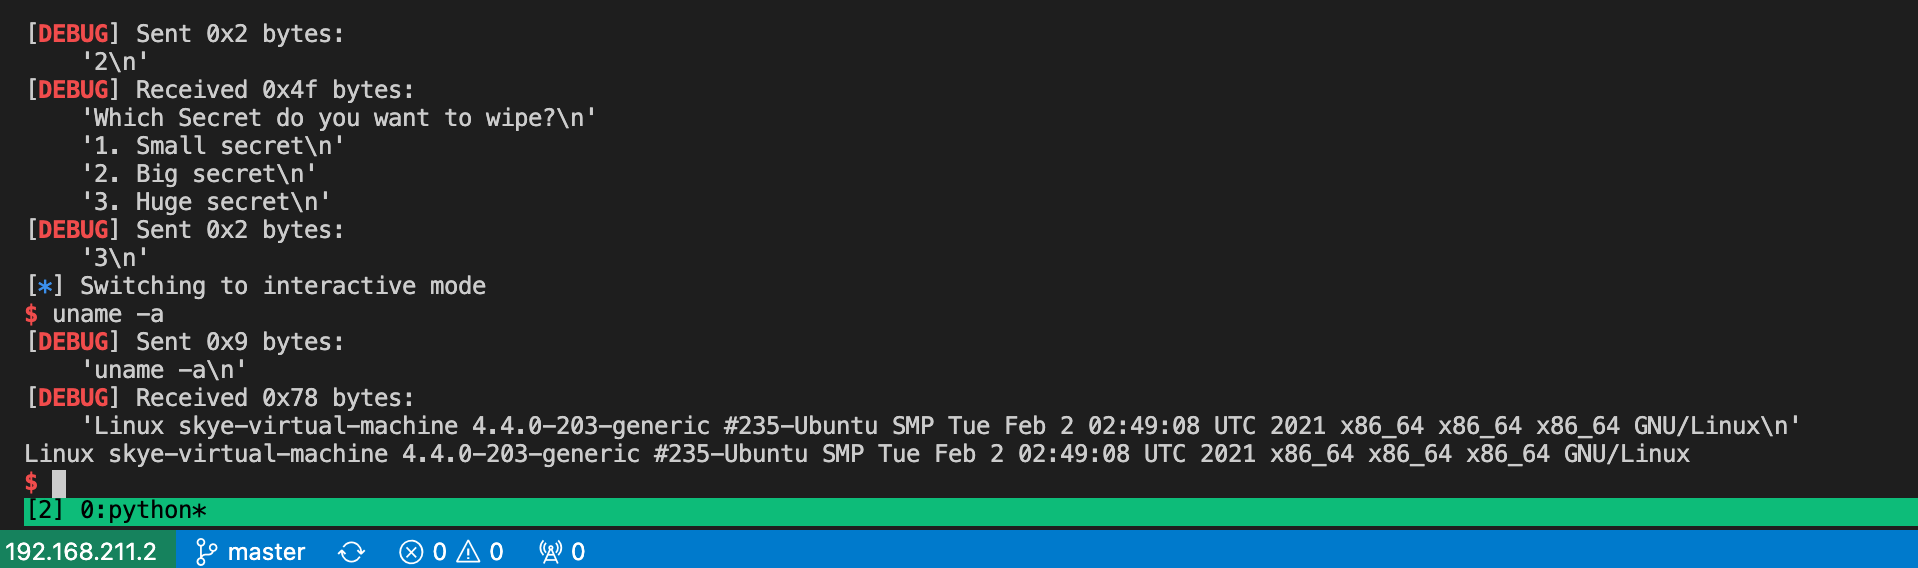 [DEBUG] Sent 0x2 bytes:
    '2\n'
[DEBUG] Received 0x4f bytes:
    'Which Secret do you want to wipe?\n'
    '1. Small secret\n'
    '2. Big secret\n'
    '3. Huge secret\n'
[DEBUG] Sent 0x2 bytes:
    '3\n'
[*] Switching to interactive mode
$ uname -a
[DEBUG] Sent 0x9 bytes:
    'uname -a\n'
[DEBUG] Received 0x78 bytes:
    'Linux skye-virtual-machine 4.4.0-203-generic #235-Ubuntu SMP Tue Feb 2 02:49:08 UTC 2021 x86_64 x86_64 x86_64 GNU/Linux\n'
Linux skye-virtual-machine 4.4.0-203-generic #235-Ubuntu SMP Tue Feb 2 02:49:08 UTC 2021 x86_64 x86_64 x86_64 GNU/Linux
$
[2] 0:python*
192.168.211.2 master 0 0 0